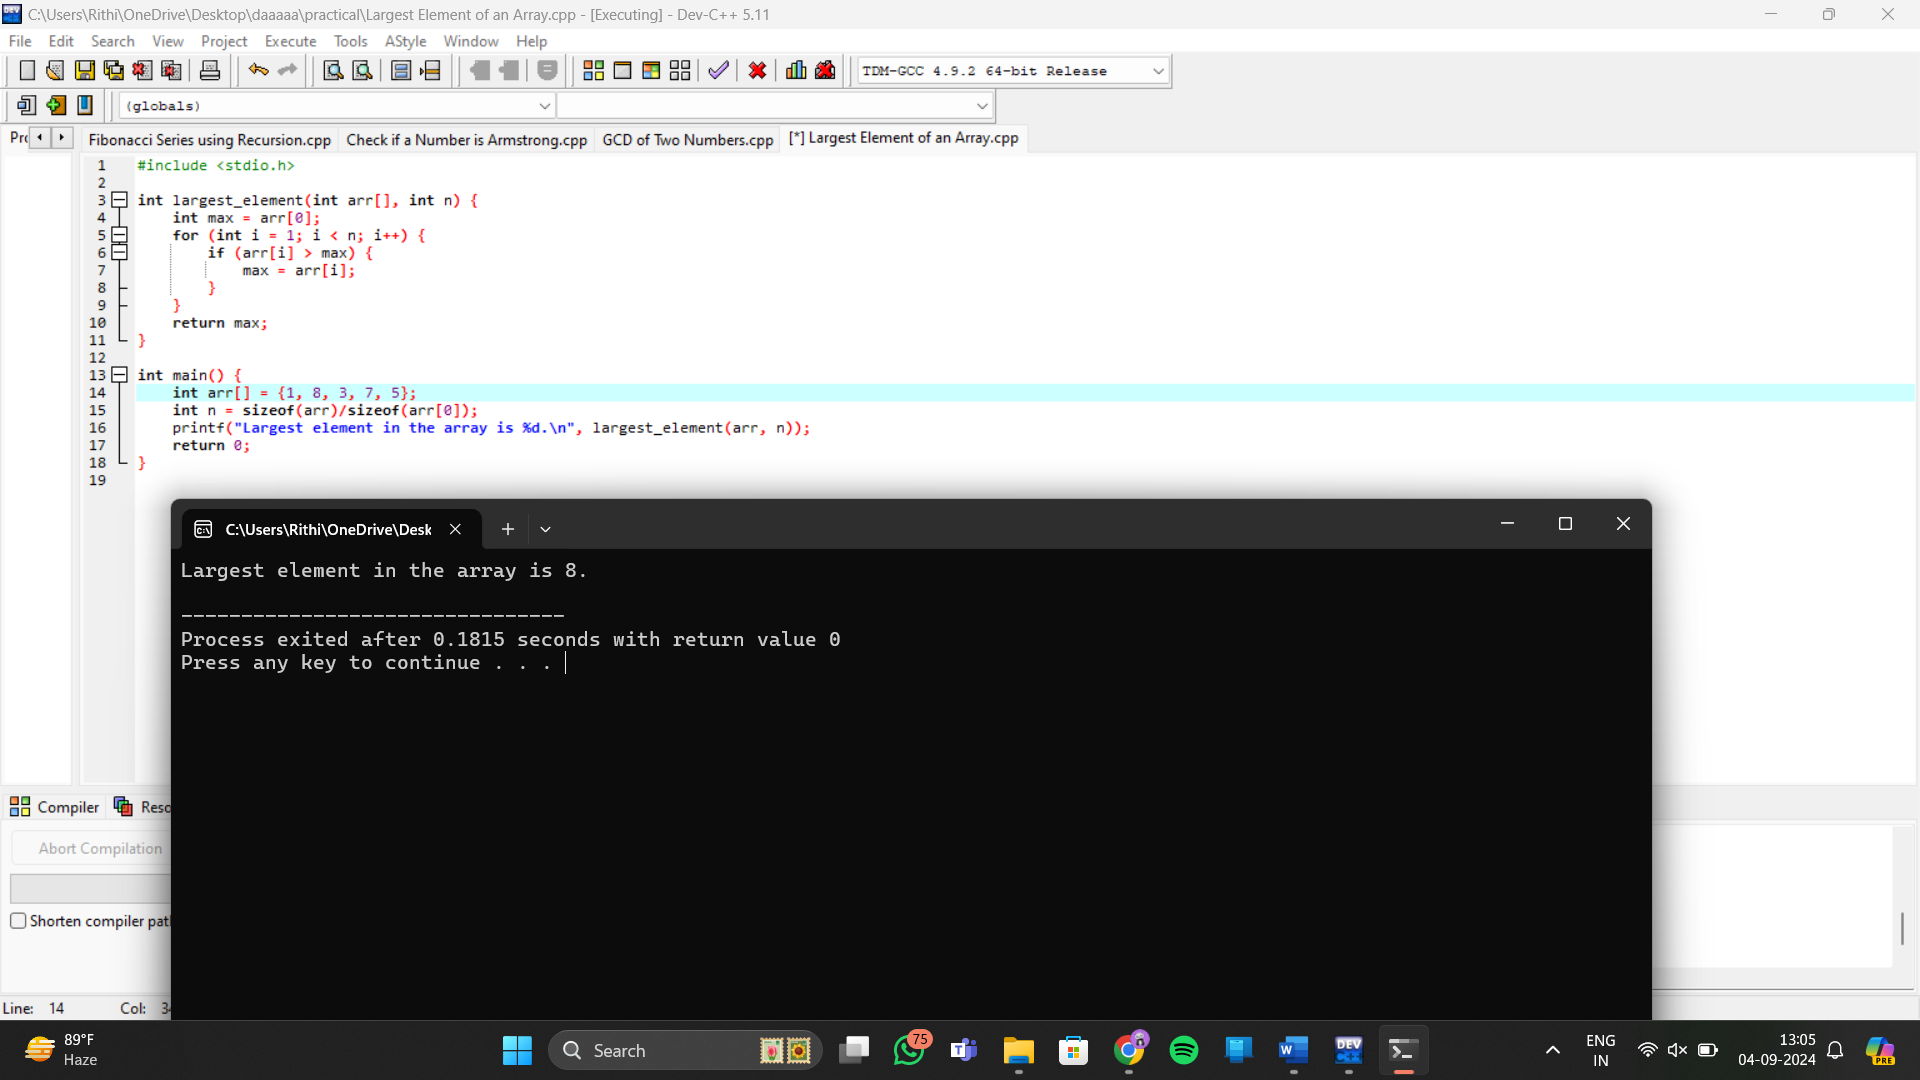 C:\Users\Rithi\OneDrive\Desktop\daaaaa\practical\Largest Element of an Array.cpp - [Executing] - Dev-C++ 5.11
File Edit Search View Project Execute Tools AStyle Window Help
TDM-GCC 4.9.2 64-bit Release
(globals)
Fibonacci Series using Recursion.cpp Check if a Number is Armstrong.cpp GCD of Two Numbers.cpp [*] Largest Element of an Array.cpp
1 #include <stdio.h>
2
3 int largest_element(int arr[], int n) {
4 int max = arr[0];
5 for (int i = 1; i < n; i++) {
6 if (arr[i] > max) {
7 max = arr[i];
8 }
9 }
10 return max;
11 }
12
13 int main() {
14 int arr[] = {1, 8, 3, 7, 5};
15 int n = sizeof(arr)/sizeof(arr[0]);
16 printf("Largest element in the array is %d.\n", largest_element(arr, n));
17 return 0;
18 }
19
C:\Users\Rithi\OneDrive\Desk
Largest element in the array is 8.
--------------------------------
Process exited after 0.1815 seconds with return value 0
Press any key to continue . . .
Compiler
Abort Compilation
Shorten compiler
Line: 14 Col:
89°F
Haze
Search
75
DEV
C++
ENG
IN
13:05
04-09-2024
PRE